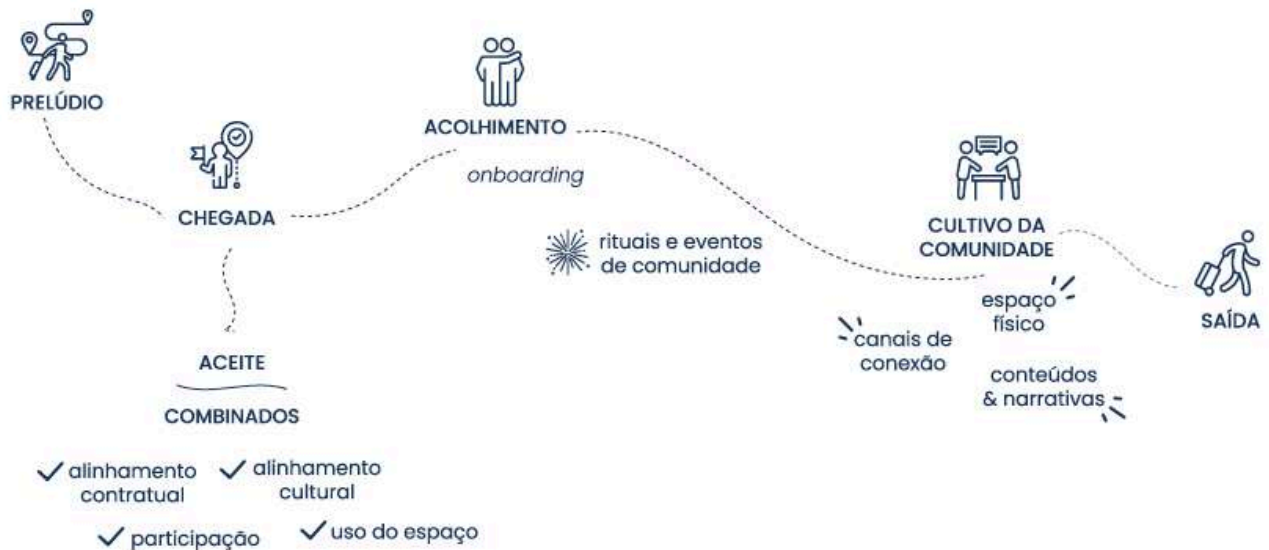 PRELÚDIO
CHEGADA
ACEITE
COMBINADOS
alinhamento
contratual
alinhamento
cultural
participação
uso do espaço
ACOLHIMENTO
onboarding
rituais e eventos
de comunidade
CULTIVO DA
COMUNIDADE
espaço
físico
canais de
conexão
conteúdos
& narrativas
SAÍDA